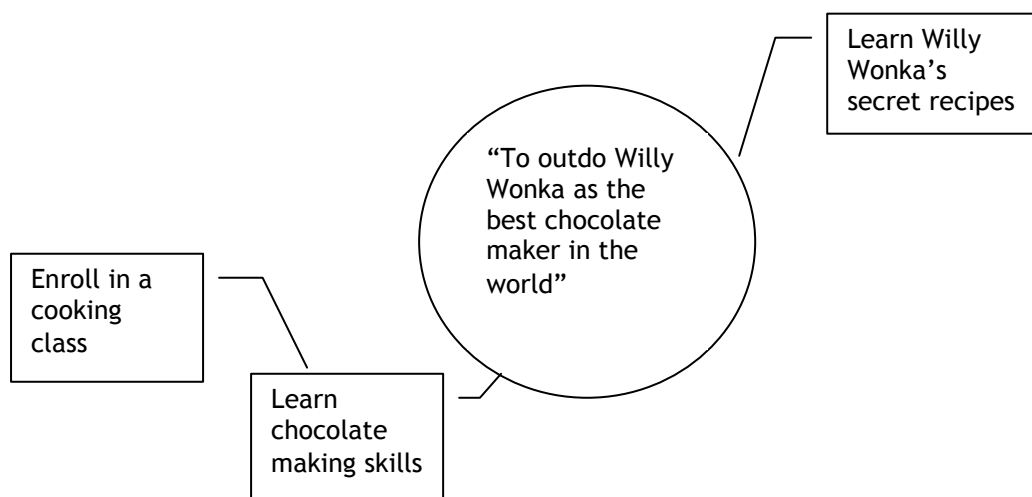 Learn Willy
Wonka’s
secret recipes
“To outdo Willy
Wonka as the
best chocolate
maker in the
world”
Enroll in a
cooking
class
Learn
chocolate
making skills